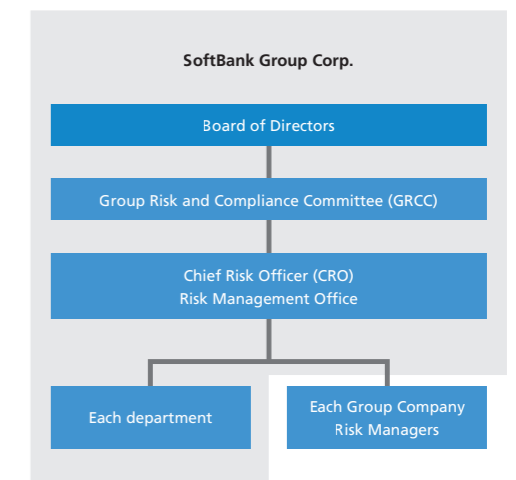 SoftBank Group Corp.
Board of Directors
Group Risk and Compliance Committee (GRCC)
Chief Risk Officer (CRO)
Risk Management Office
Each department
Each Group Company
Risk Managers